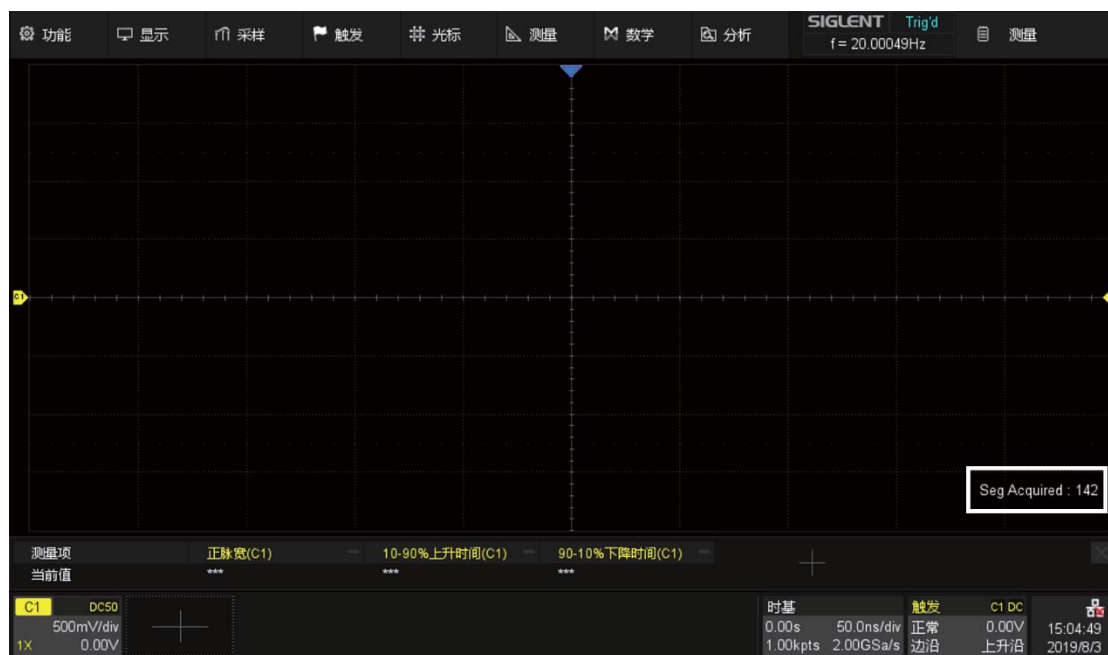 功能 显示 采样 触发 光标 测量 数学 分析 SIGLENT Trig'd 测量
f = 20.00049Hz
C1
Seg Acquired : 142
测量项 正脉宽(C1) 10-90%上升时间(C1) 90-10%下降时间(C1)
当前值 *** *** ***
C1 DC50 时基 触发 C1 DC
500mV/div 0.00s 50.0ns/div 正常 0.00V 15:04:49
1X 0.00V 1.00kpts 2.00GSa/s 边沿 上升沿 2019/8/3